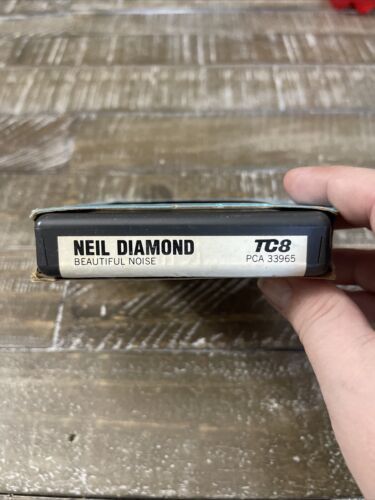 NEIL DIAMOND TC8
BEAUTIFUL NOISE PCA 33965